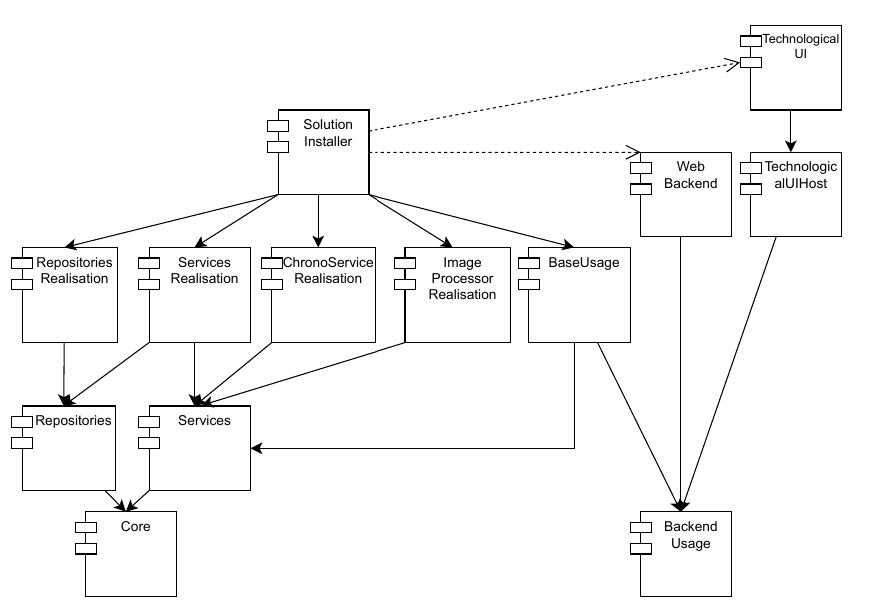 Technological
UI
Solution
Installer
Web
Backend
Technologic
alUIHost
Repositories
Realisation
Services
Realisation
ChronoService
Realisation
Image
Processor
Realisation
BaseUsage
Repositories
Services
Core
Backend
Usage